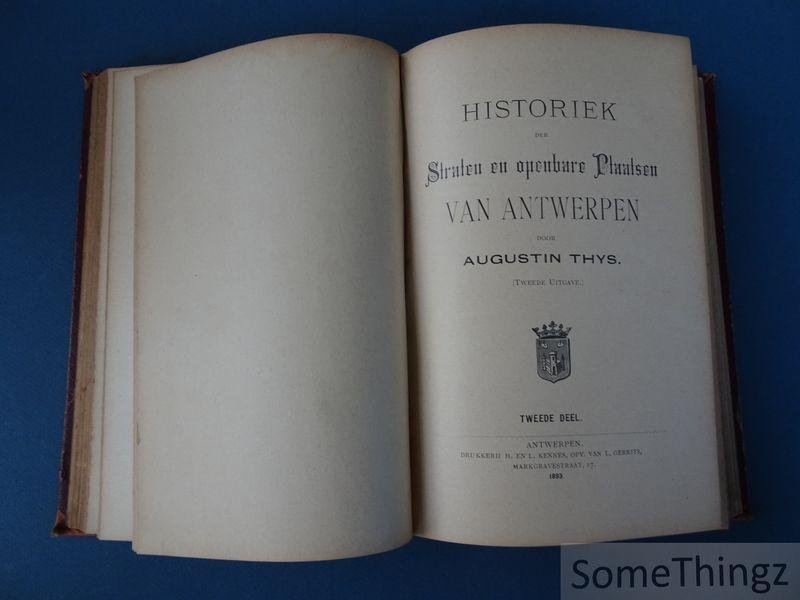 HISTORIEK
DER
Straten en openbare Plaatsen
VAN ANTWERPEN
DOOR
AUGUSTIN THYS.
(TWEEDE UITGAVE.)
TWEEDE DEEL.
ANTWERPEN.
DRUKKERIJ H. EN L. KENNES, OPV. VAN L. GERRITS,
MARKGRAVESTRAAT, 17.
1893.
SomeThingz